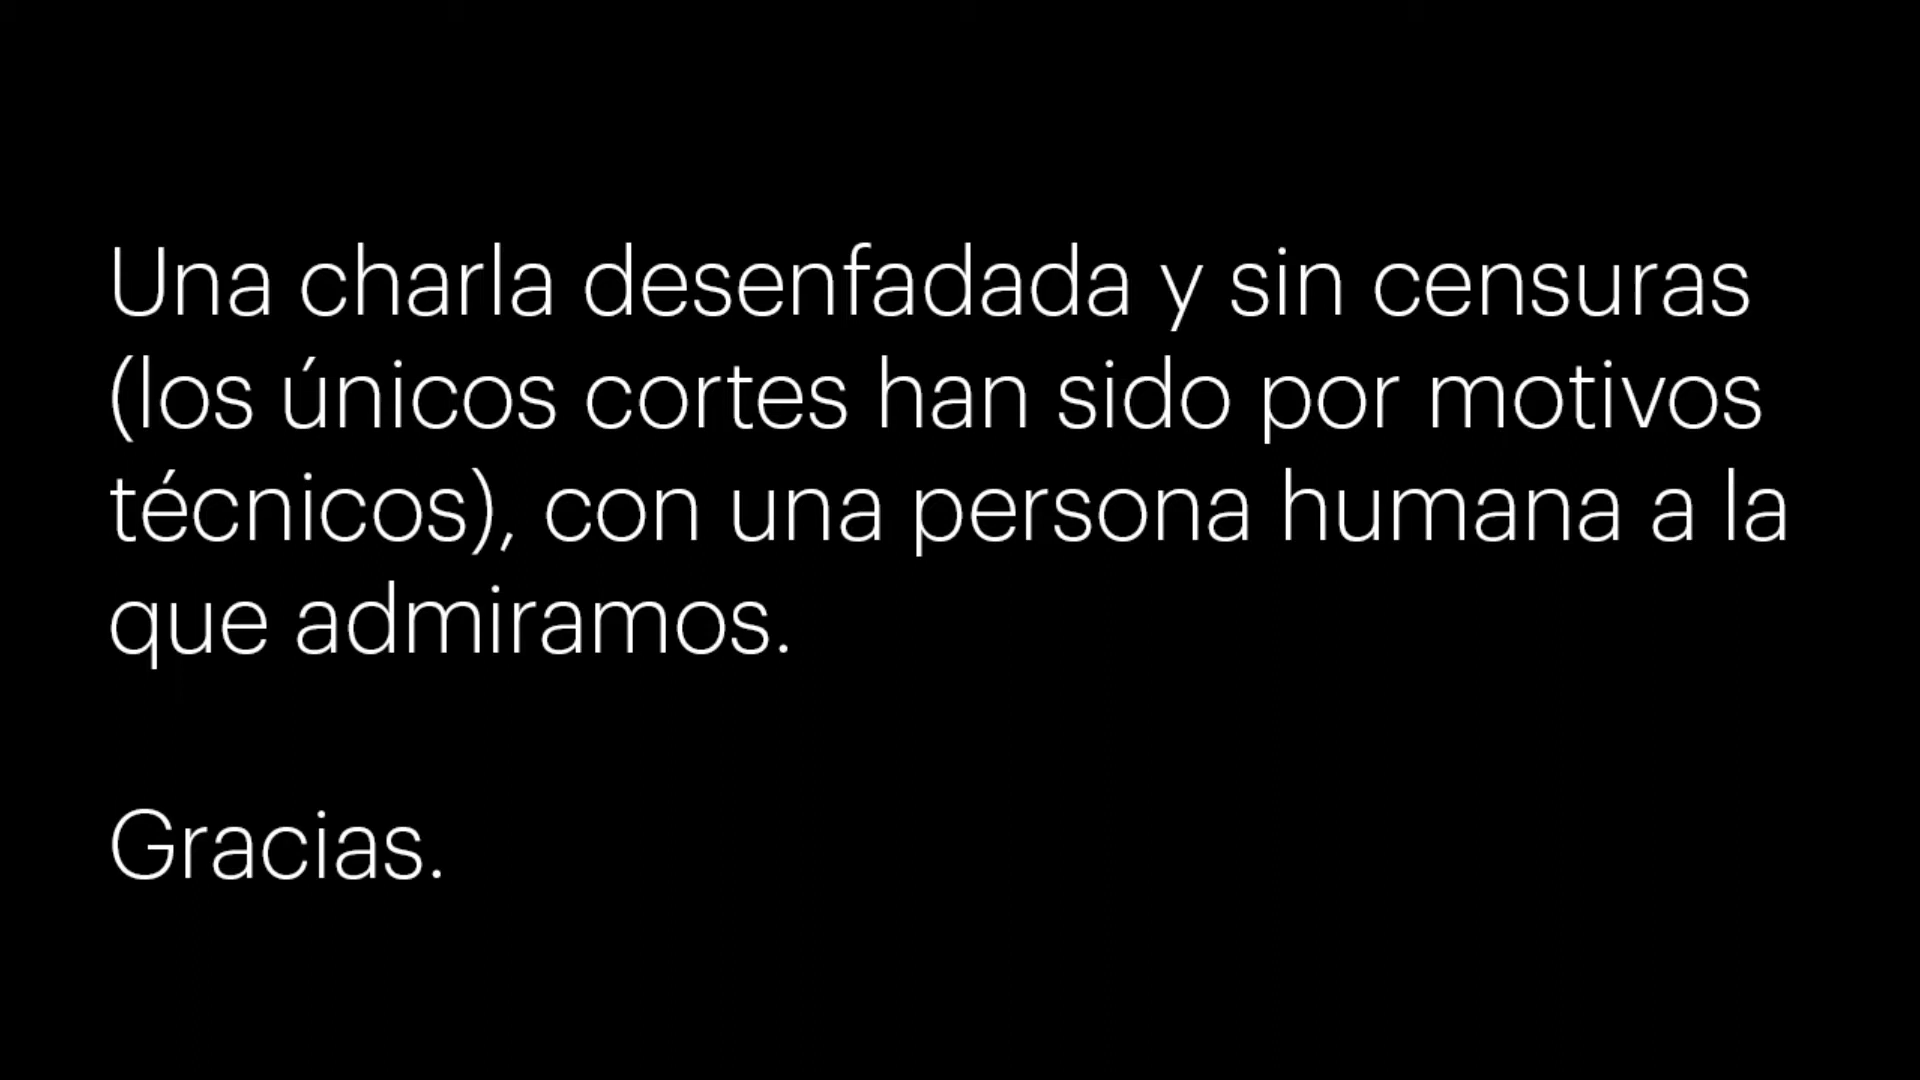 Una charla desenfadada y sin censuras
(los únicos cortes han sido por motivos
técnicos), con una persona humana a la
que admiramos.
Gracias.